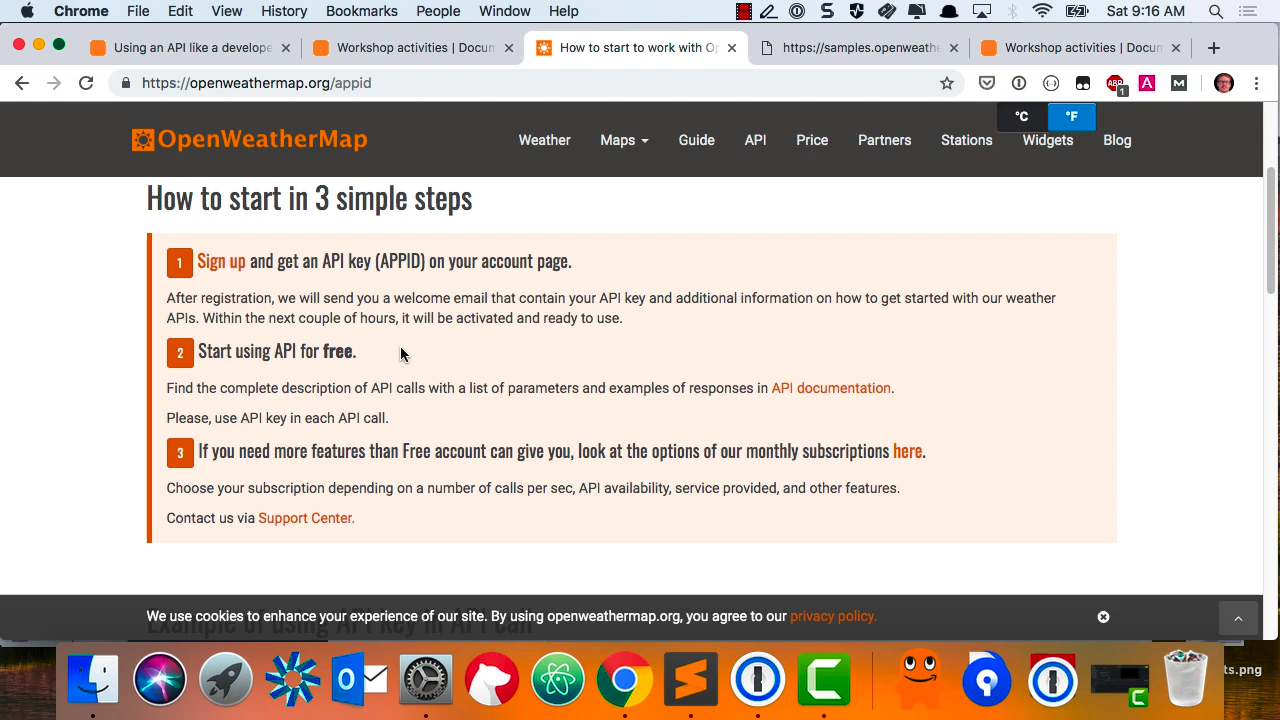 Chrome File Edit View History Bookmarks People Window Help Sat 9:16 AM
Using an API like a develope
Workshop activities | Docum
How to start to work with Op
https://samples.openweathe
Workshop activities | Docum
https://openweathermap.org/appid
ABP 1
A
M
OpenWeatherMap
Weather Maps Guide API Price Partners Stations Widgets Blog
°C °F
How to start in 3 simple steps
1 Sign up and get an API key (APPID) on your account page.
After registration, we will send you a welcome email that contain your API key and additional information on how to get started with our weather
APIs. Within the next couple of hours, it will be activated and ready to use.
2 Start using API for free.
Find the complete description of API calls with a list of parameters and examples of responses in API documentation.
Please, use API key in each API call.
3 If you need more features than Free account can give you, look at the options of our monthly subscriptions here.
Choose your subscription depending on a number of calls per sec, API availability, service provided, and other features.
Contact us via Support Center.
Example of using API key in API call
We use cookies to enhance your experience of our site. By using openweathermap.org, you agree to our privacy policy.
ts.png